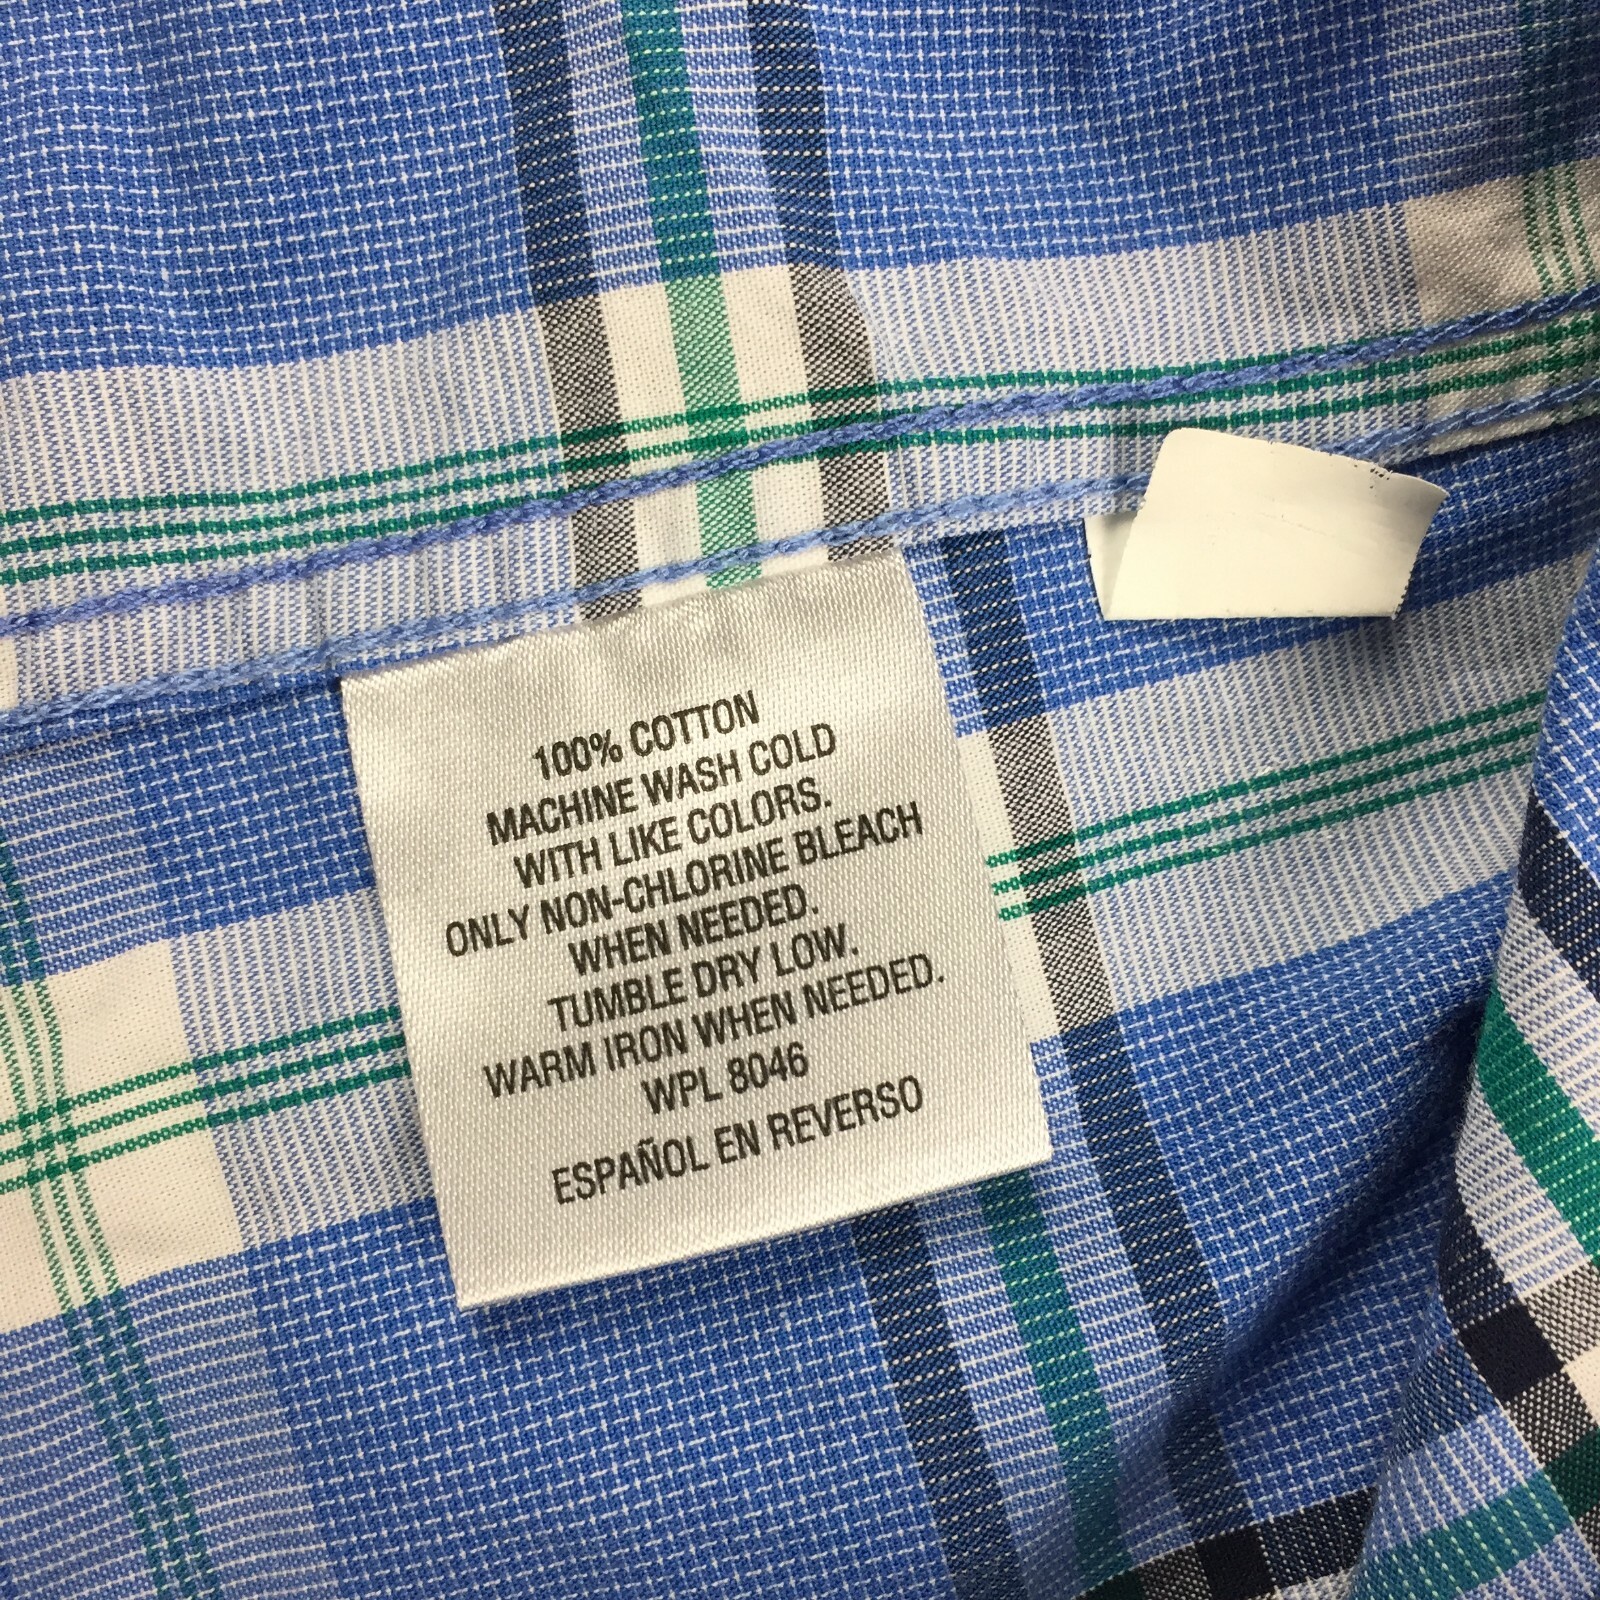 100% COTTON
MACHINE WASH COLD
WITH LIKE COLORS.
ONLY NON-CHLORINE BLEACH
WHEN NEEDED.
TUMBLE DRY LOW.
WARM IRON WHEN NEEDED.
WPL 8046
ESPAÑOL EN REVERSO